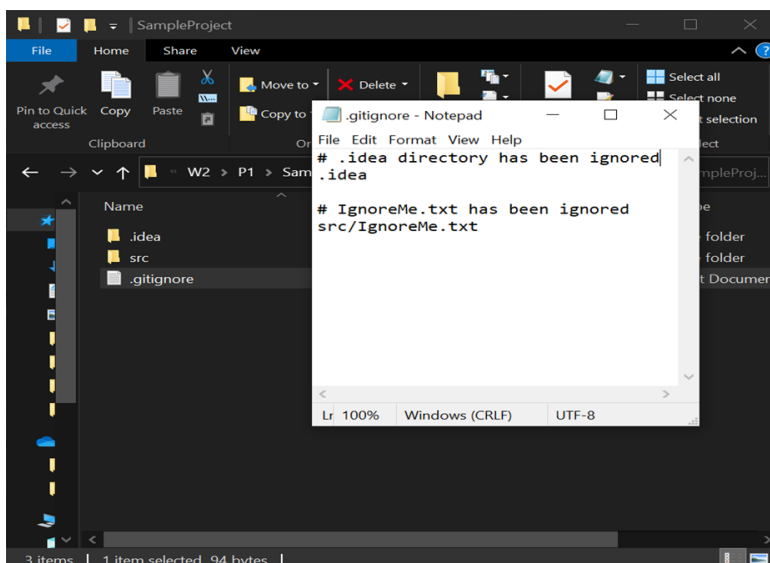 SampleProject
File Home Share View
Pin to Quick access
Copy
Paste
Clipboard
Move to
Copy to
Delete
Select all
Select none
selection
W2 > P1 > Sam
Name
.idea
src
.gitignore
folder
folder
.gitignore - Notepad
File Edit Format View Help
# .idea directory has been ignored
.idea
# IgnoreMe.txt has been ignored
src/IgnoreMe.txt
100% Windows (CRLF) UTF-8
3 items 1 item selected 94 bytes